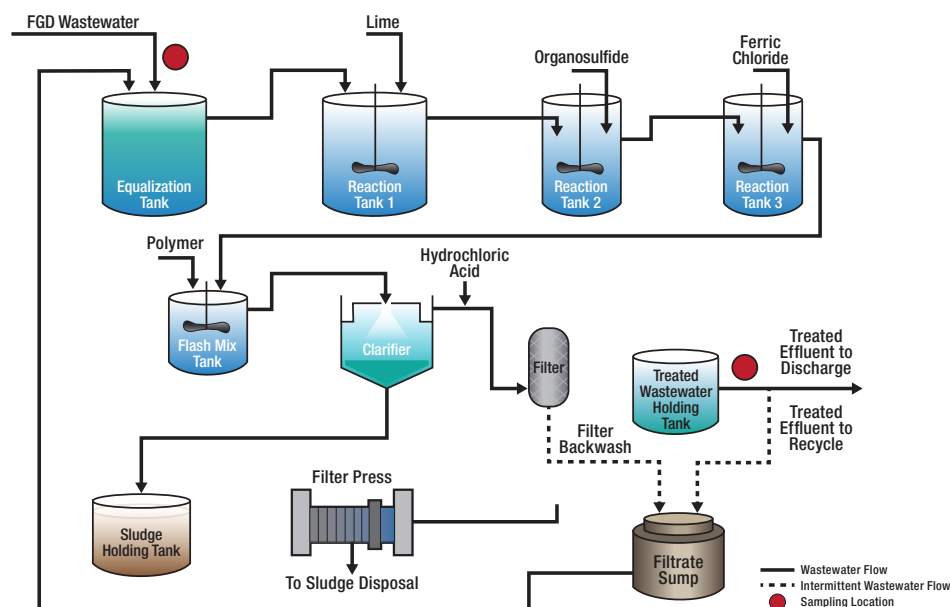 FGD Wastewater
Lime
Organosulfide
Ferric
Chloride
Equalization
Tank
Reaction
Tank 1
Reaction
Tank 2
Reaction
Tank 3
Polymer
Hydrochloric
Acid
Flash Mix
Tank
Clarifier
Filter
Treated
Wastewater
Holding
Tank
Treated
Effluent to
Discharge
Treated
Effluent to
Recycle
Filter
Backwash
Filter Press
Sludge
Holding Tank
To Sludge Disposal
Filtrate
Sump
Wastewater Flow
Intermittent Wastewater Flow
Sampling Location